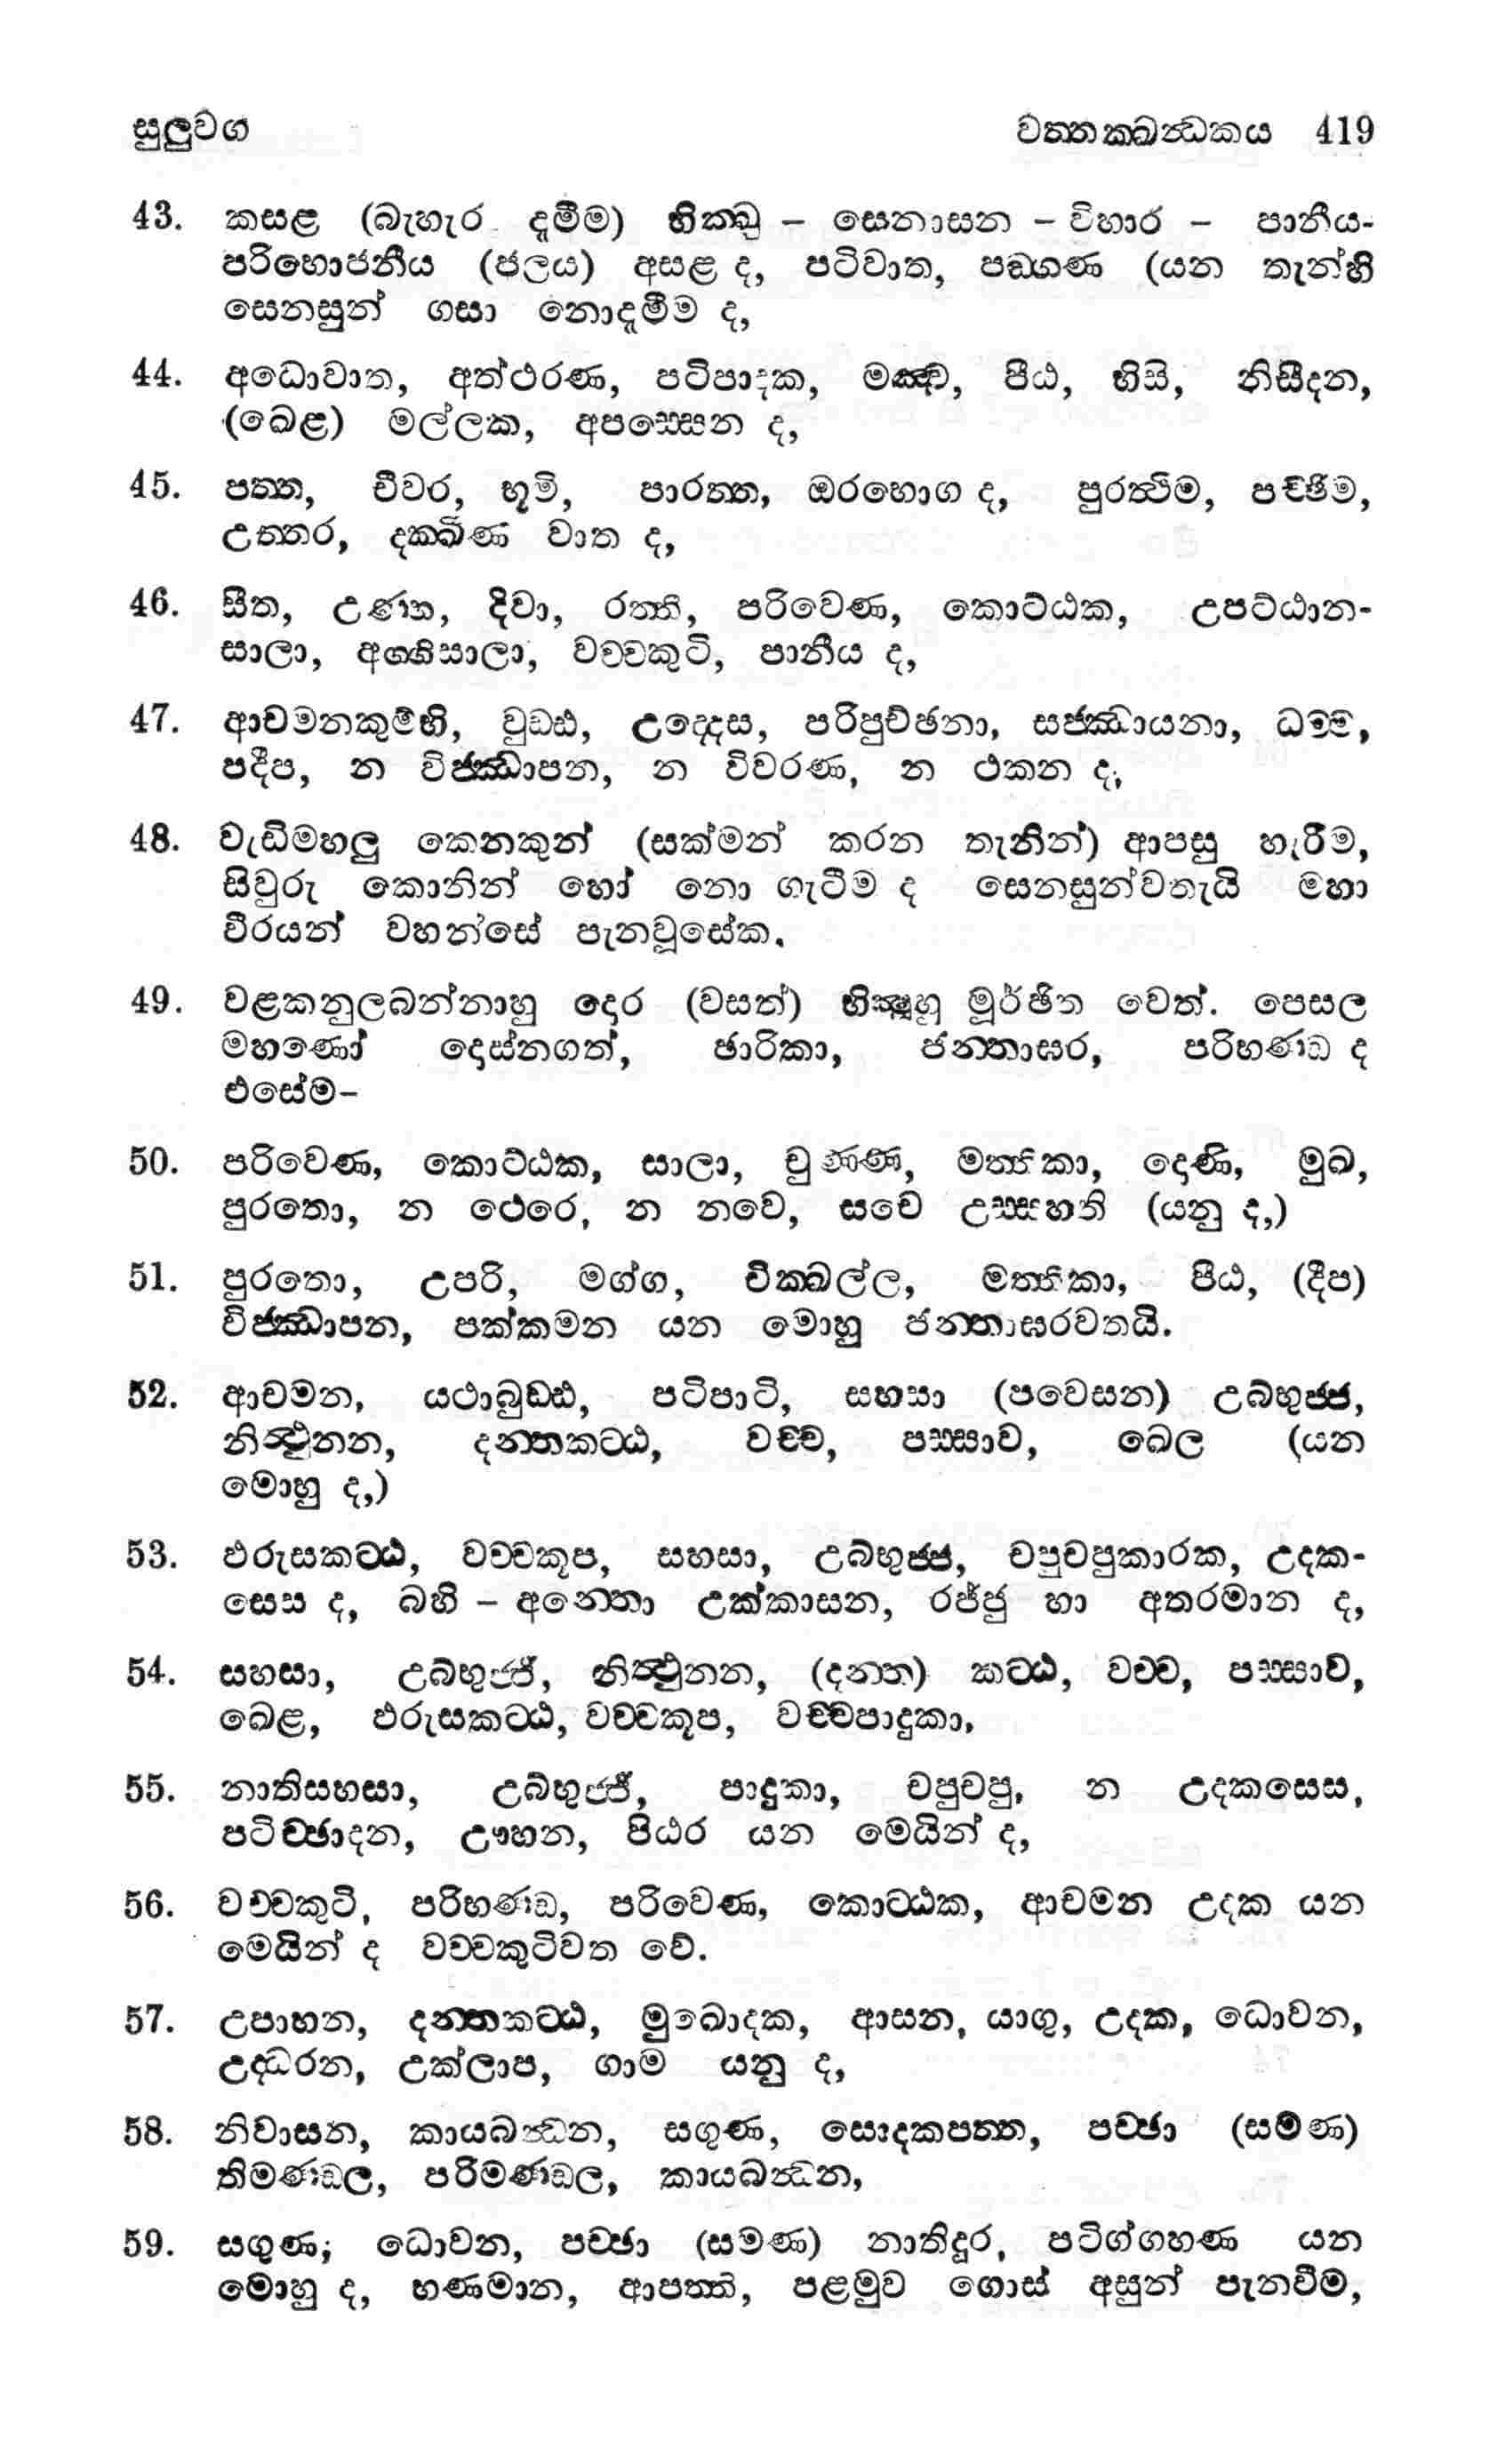 සුලුවග වත්තක්ඛන්ධකය 419
43. කසළ (බැහැර දැමීම) භික්ඛු – සෙනාසන – විහාර – පානීය-
පරිභොජනීය (ජලය) අසළ ද, පටිවාත, පඞ්ගණ (යන තැන්හි
සෙනසුන් ගසා නොදැමීම ද,
44. අධොවාත, අත්ථරණ, පටිපාදක, මඤ්ච, පීඨ, භිසි, නිසීදන,
(ඛෙළ) මල්ලක, අපස්සෙන ද,
45. පත්ත, චීවර, භූමි, පාරන්ත, ඔරභොග ද, පුරත්ථිම, පච්ඡිම,
උත්තර, දක්ඛිණ වාත ද,
46. සීත, උණ්හ, දිවා, රත්ති, පරිවෙණ, කොට්ඨක, උපට්ඨාන-
සාලා, අග්ගිසාලා, වච්චකුටි, පානීය ද,
47. ආචමනකුම්භි, වුඩ්ඪ, උද්දෙස, පරිපුච්ඡනා, සජ්ඣායනා, ධම්ම,
පදීප, න විජ්ඣාපන, න විවරණ, න ථකන ද,
48. වැඩිමහලු කෙනකුන් (සක්මන් කරන තැනින්) ආපසු හැරීම,
සිවුරු කොනින් හෝ නො ගැටීම ද සෙනසුන්වතැයි මහා
වීරයන් වහන්සේ පැනවූසේක.
49. වළකනුලබන්නාහු දොර (වසත්) භික්‍ෂූහු මූර්ඡිත වෙත්. පෙසල
මහණෝ දොස්නගත්, ඡාරිකා, ජන්තාඝර, පරිභණ්ඩ ද
එසේම–
50. පරිවෙණ, කොට්ඨක, සාලා, චුණ්ණ, මත්තිකා, දොණි, මුඛ,
පුරතො, න ථෙරෙ, න නවෙ, සචෙ උස්සහති (යනු ද,)
51. පුරතො, උපරි, මග්ග, චික්ඛල්ල, මත්තිකා, පීඨ, (දීප)
විජ්ඣාපන, පක්කමන යන මොහු ජන්තාඝරවතයි.
52. ආචමන, යථාබුඩ්ඪ, පටිපාටි, සහසා (පවෙසන) උබ්භුජ්ජ,
නිත්ථුනන, දන්තකට්ඨ, වච්ච, පස්සාව, ඛෙල (යන
මොහු ද,)
53. ඵරුසකට්ඨ, වච්චකූප, සහසා, උබ්භුජ්ජ, චපුචපුකාරක, උදක-
සෙස ද, බහි – අන්තො උක්කාසන, රජ්ජු හා අතරමාන ද,
54. සහසා, උබ්භුජ්ජ, නිත්ථුනන, (දන්ත) කට්ඨ, වච්ච, පස්සාව,
ඛෙළ, ඵරුසකට්ඨ, වච්චකූප, වච්චපාදුකා,
55. නාතිසහසා, උබ්භුජ්ජ, පාදුකා, චපුචපු, න උදකසෙස,
පටිච්ඡාදන, ඌහන, පිඨර යන මෙයින් ද,
56. වච්චකුටි, පරිභණ්ඩ, පරිවෙණ, කොට්ඨක, ආචමන උදක යන
මෙයින් ද වච්චකුටිවත වේ.
57. උපාහන, දන්තකට්ඨ, මුඛොදක, ආසන, යාගු, උදක, ධොවන,
උද්ධරන, උක්ලාප, ගාම යනු ද,
58. නිවාසන, කායබන්ධන, සගුණ, සොදකපත්ත, පච්ඡා (සමණ)
තිමණ්ඩල, පරිමණ්ඩල, කායබන්ධන,
59. සගුණ; ධොවන, පච්ඡා (සමණ) නාතිදූර, පටිග්ගහණ යන
මොහු ද, භණමාන, ආපත්ති, පළමුව ගොස් අසුන් පැනවීම,